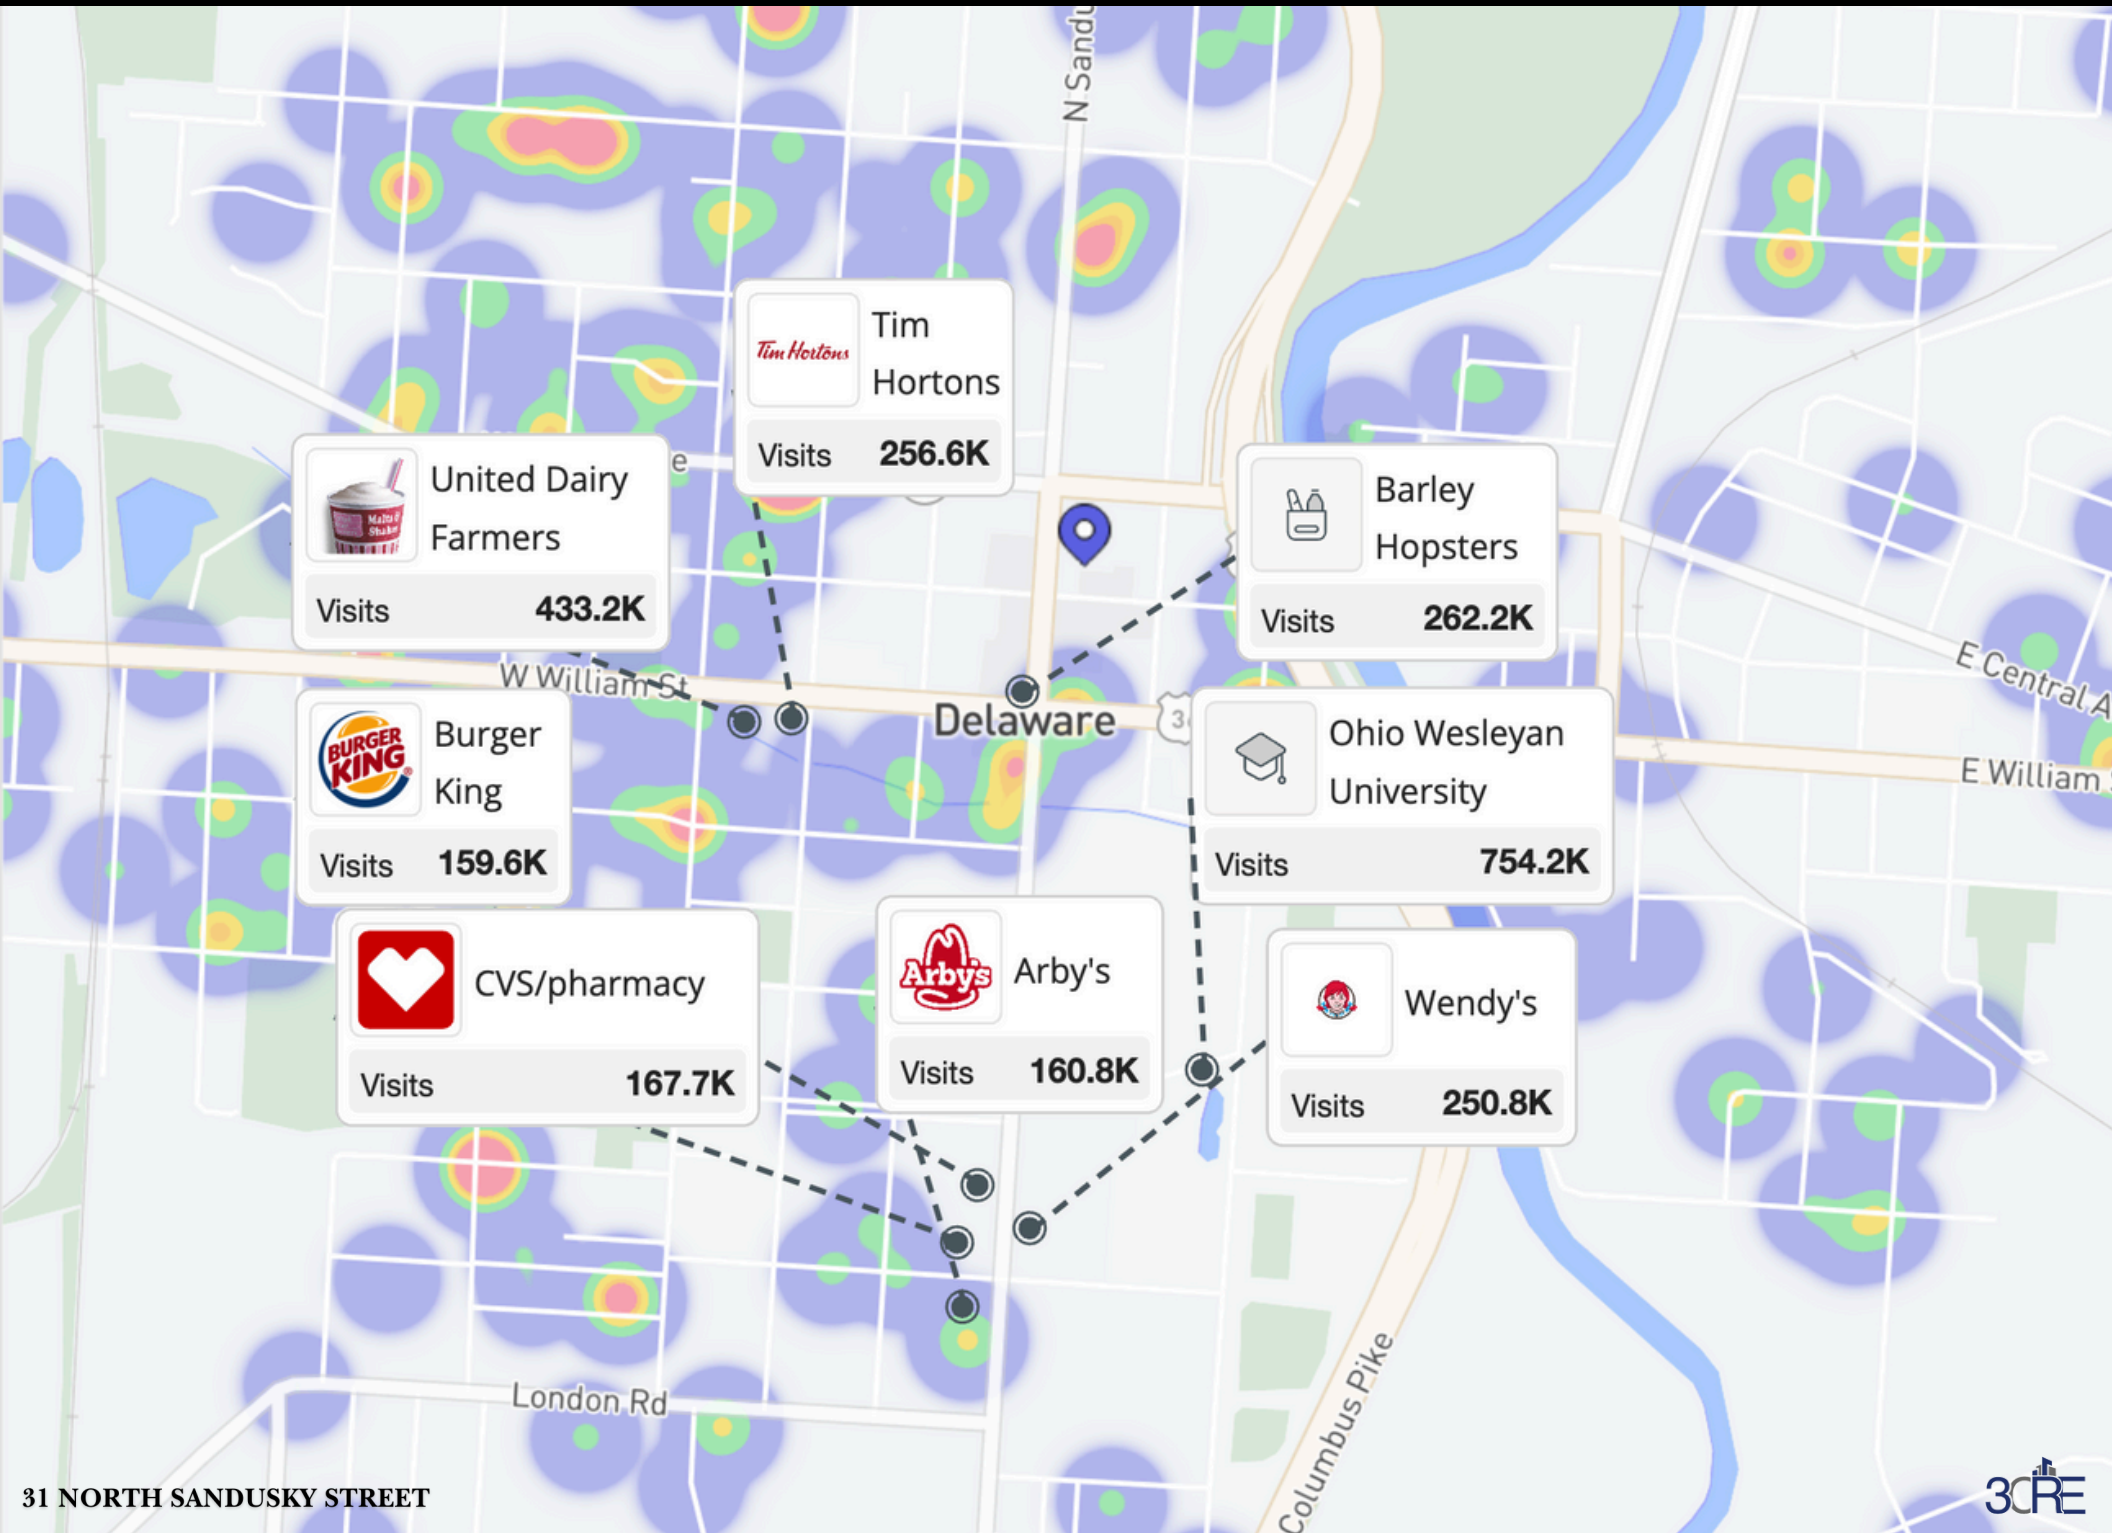 N Sandu
Tim Hortons
Tim
Hortons
Visits 256.6K
e
Malts &
Shakes
United Dairy
Farmers
Visits 433.2K
Barley
Hopsters
Visits 262.2K
W William St
Delaware
3
E Central A
E William S
BURGER
KING
Burger
King
Visits 159.6K
Ohio Wesleyan
University
Visits 754.2K
CVS/pharmacy
Visits 167.7K
Arby's
Arby's
Visits 160.8K
Wendy's
Visits 250.8K
London Rd
Columbus Pike
31 NORTH SANDUSKY STREET
3CRE